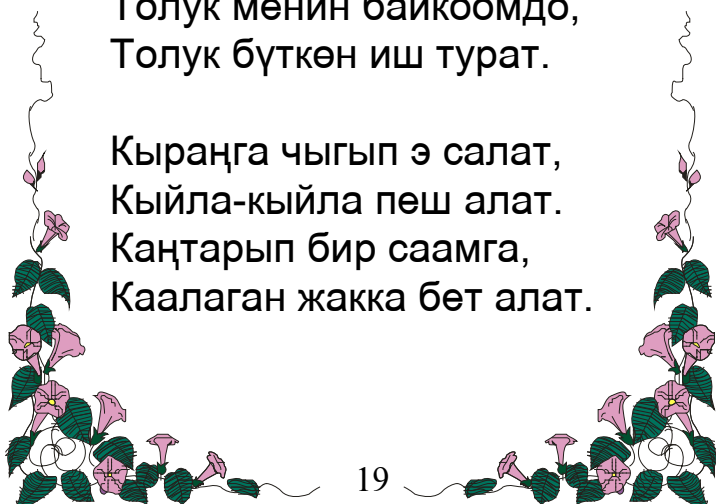 Толук менин байкоомдо,
Толук бүткөн иш турат.
Кыраңга чыгып э салат,
Кыйла-кыйла пеш алат.
Каңтарып бир саамга,
Каалаган жакка бет алат.
19